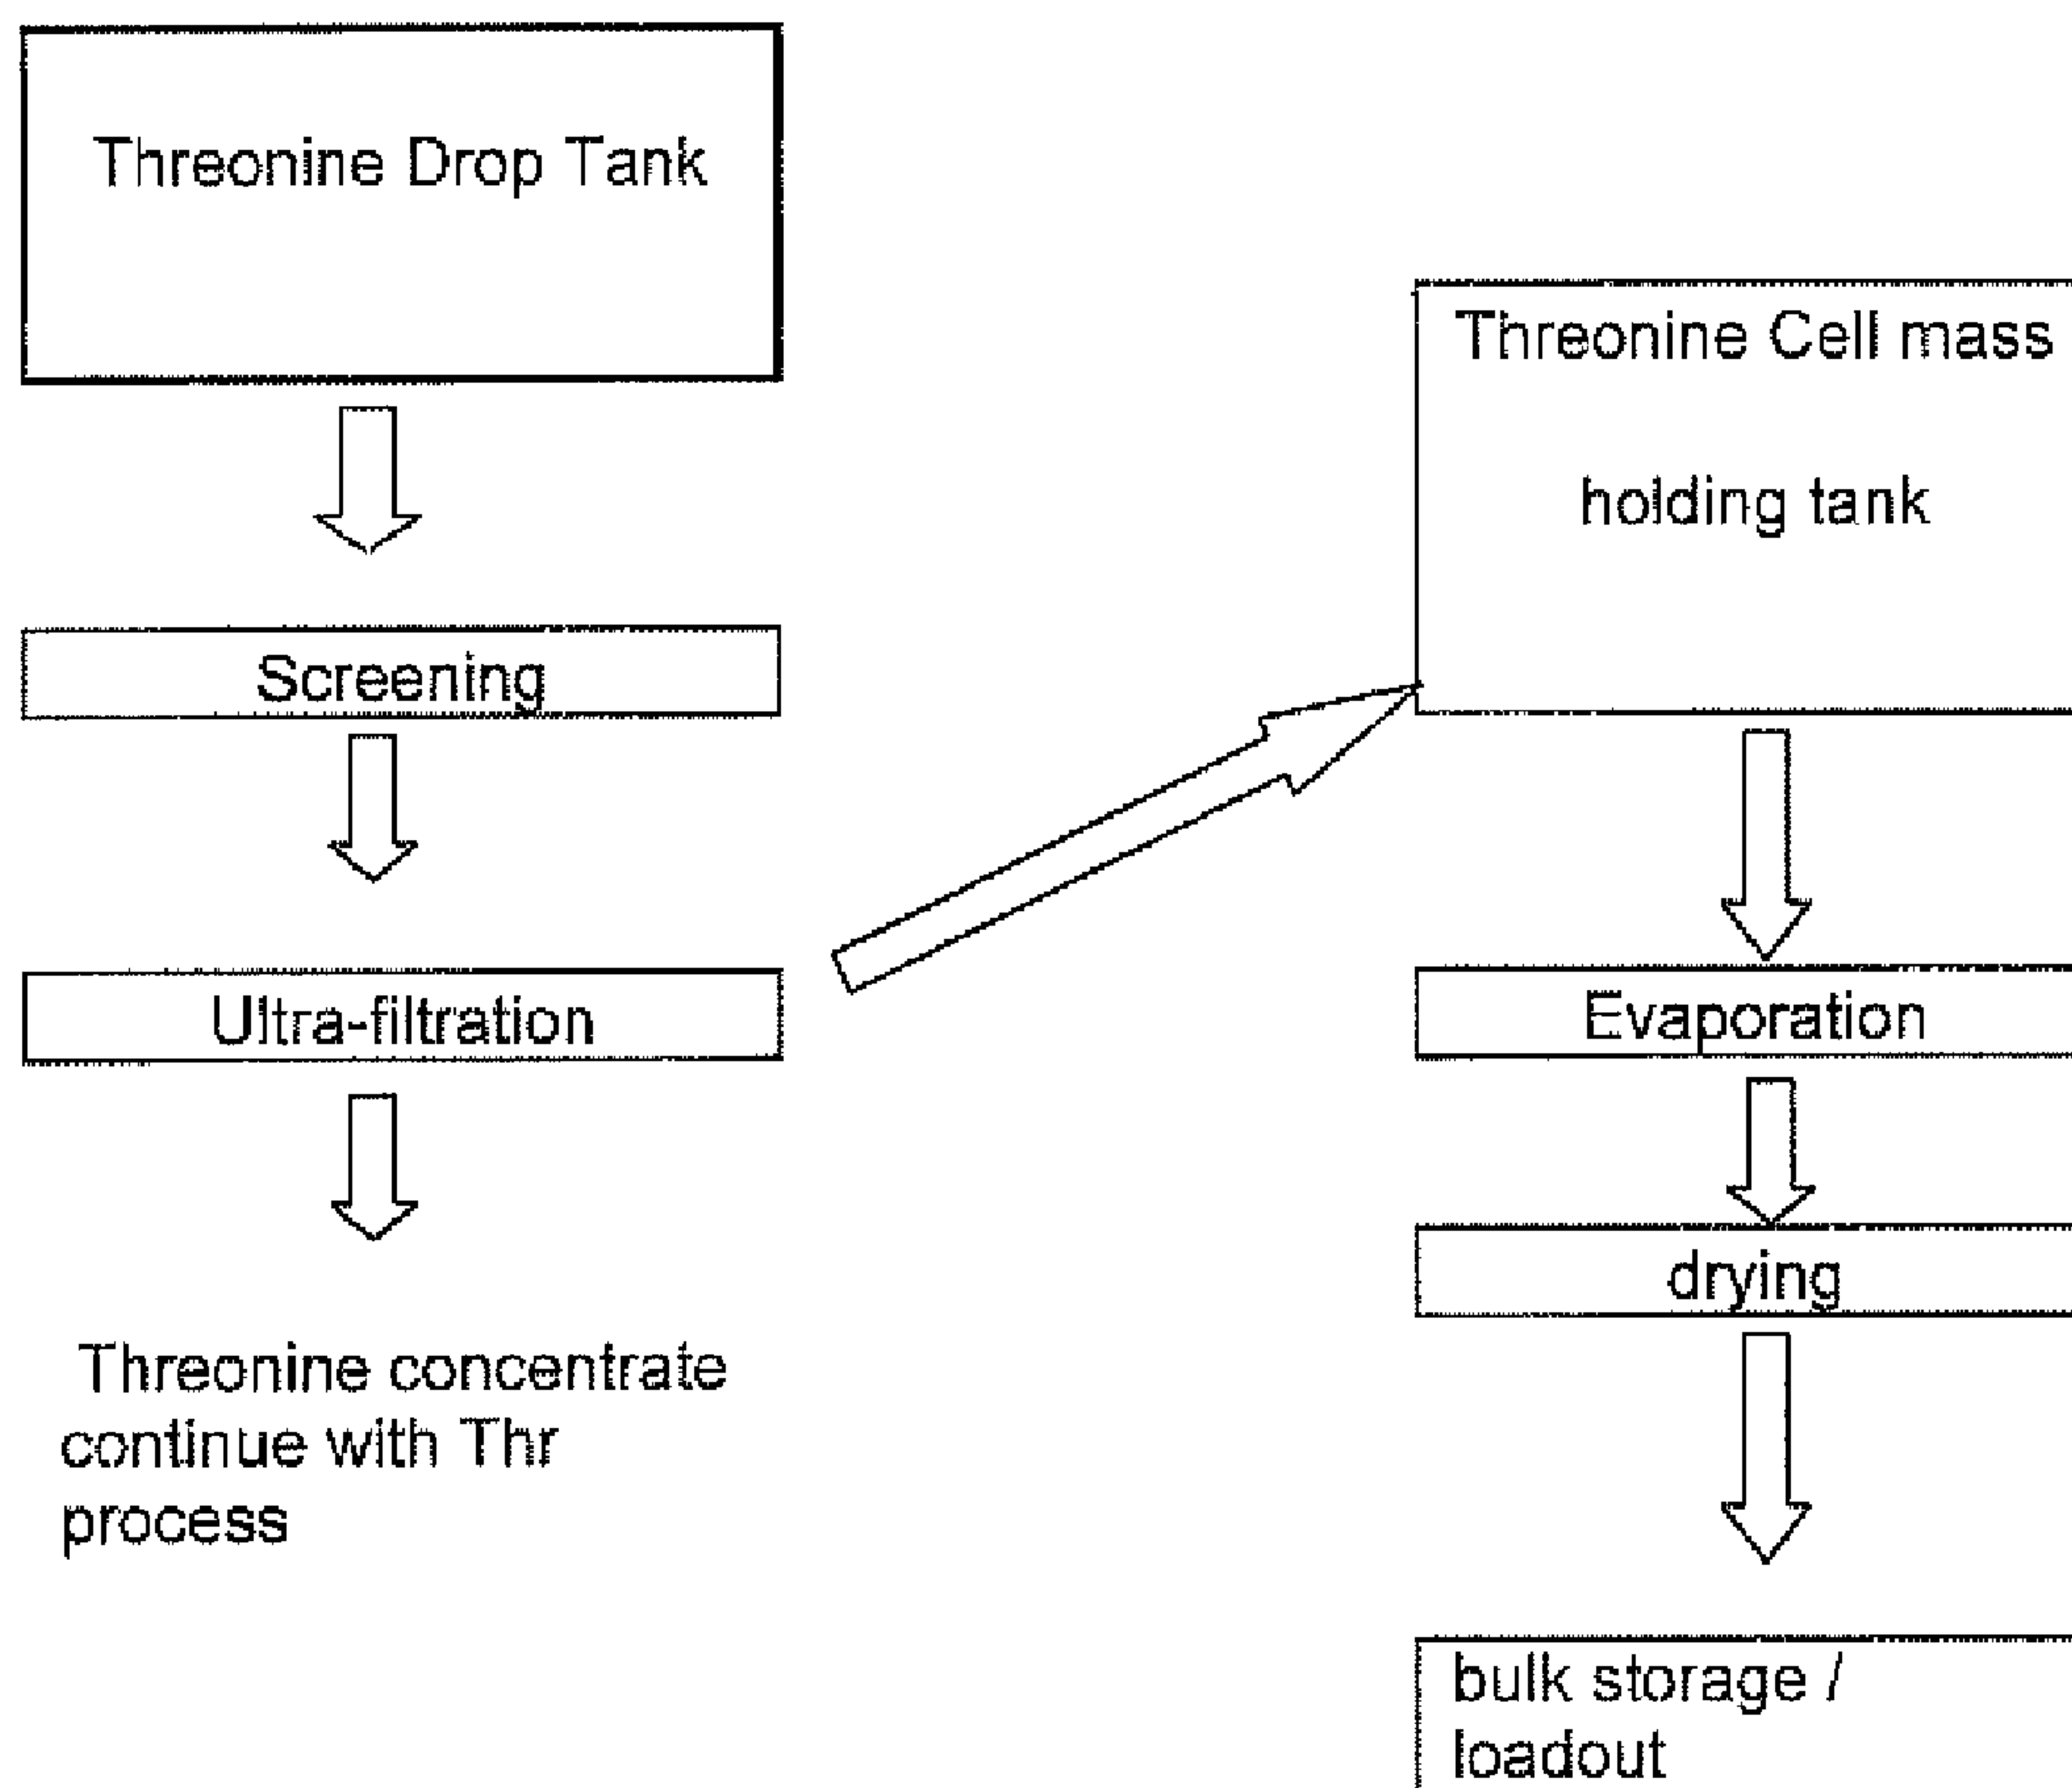 Threonine Drop Tank
Screening
Ultra-filtration
Threonine concentrate
continue with Thr
process
Threonine Cell mass
holding tank
Evaporation
drying
bulk storage /
loadout